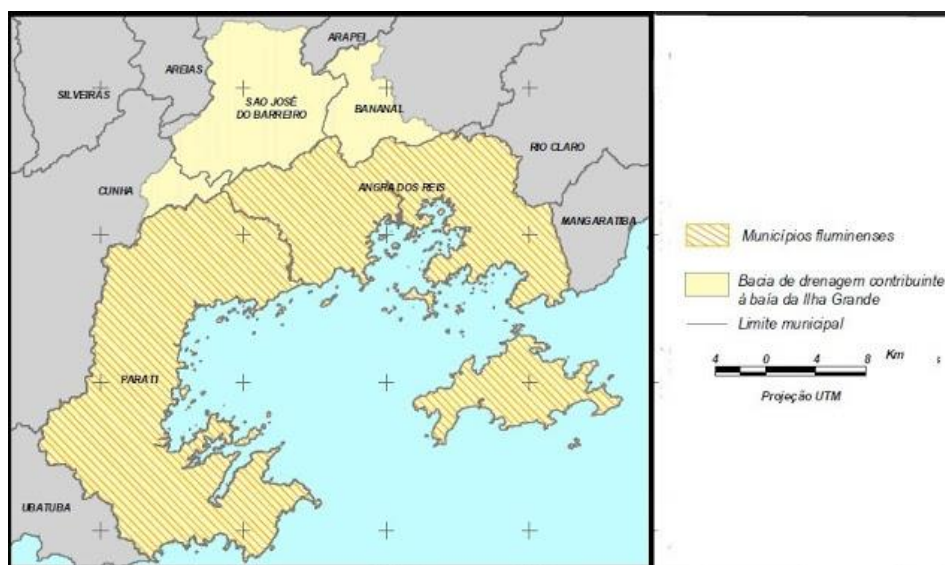 ARAPEI
AREIAS
SILVEIRAS
SAO JOSÉ
DO BARREIRO
BANANAL
RIO CLARO
CUNHA
ANGRA DOS REIS
MANGARATIBA
PARATI
UBATUBA
Municípios fluminenses
Bacia de drenagem contribuinte
à baía da Ilha Grande
Limite municipal
4 0 4 8 Km
Projeção UTM